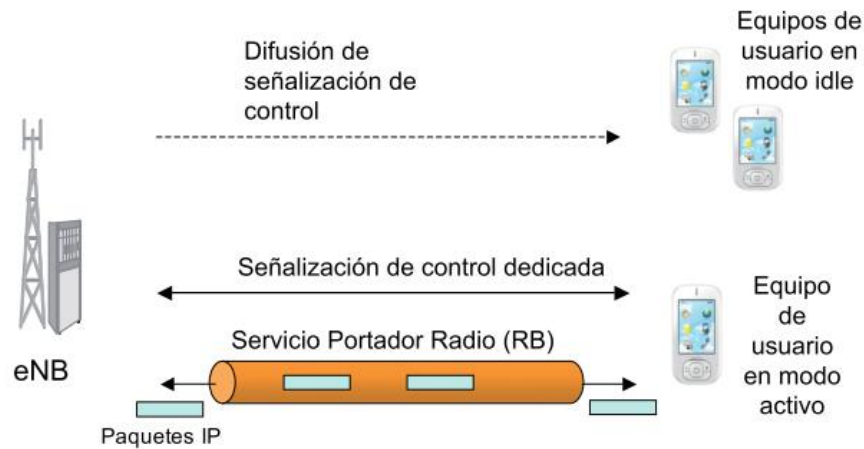 Difusión de
señalización de
control
Equipos de
usuario en
modo idle
Señalización de control dedicada
Servicio Portador Radio (RB)
eNB
Paquetes IP
Equipo
de
usuario
en modo
activo